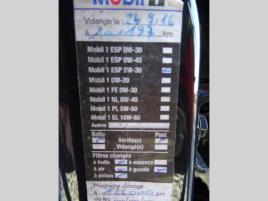 Mobil 1
Vidangé le 26.9.16
à km
Mobil 1 ESP 0W-30
Mobil 1 ESP 0W-40
Mobil 1 ESP 5W-30
Mobil 1 0W-20
Mobil 1 FE 0W-30
Mobil 1 NL 0W-40
Mobil 1 PL 5W-50
Mobil 1 EL 10W-60
Autres
Boîte Pont
Vérifié(e)
Vidangé(e)
Filtres changés
à huile à essence
à air à gazole
à pollen
Prochaine vidange
à km